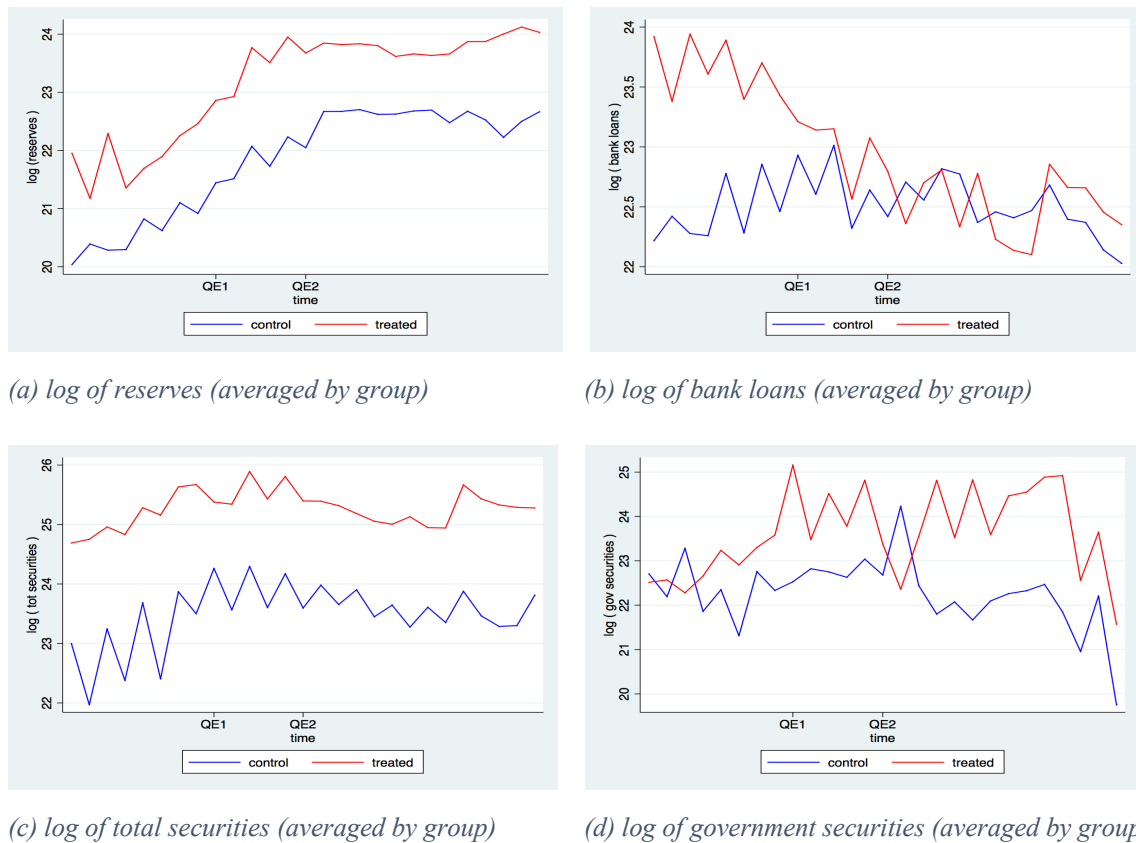 24
23
22
21
20
log (reserves)
QE1 QE2
time
control treated
24
23.5
23
22.5
22
log ( bank loans )
QE1 QE2
time
control treated
(a) log of reserves (averaged by group)
(b) log of bank loans (averaged by group)
26
25
24
23
22
log ( tot securities )
QE1 QE2
time
control treated
25
24
23
22
21
20
log ( gov securities )
QE1 QE2
time
control treated
(c) log of total securities (averaged by group)
(d) log of government securities (averaged by group